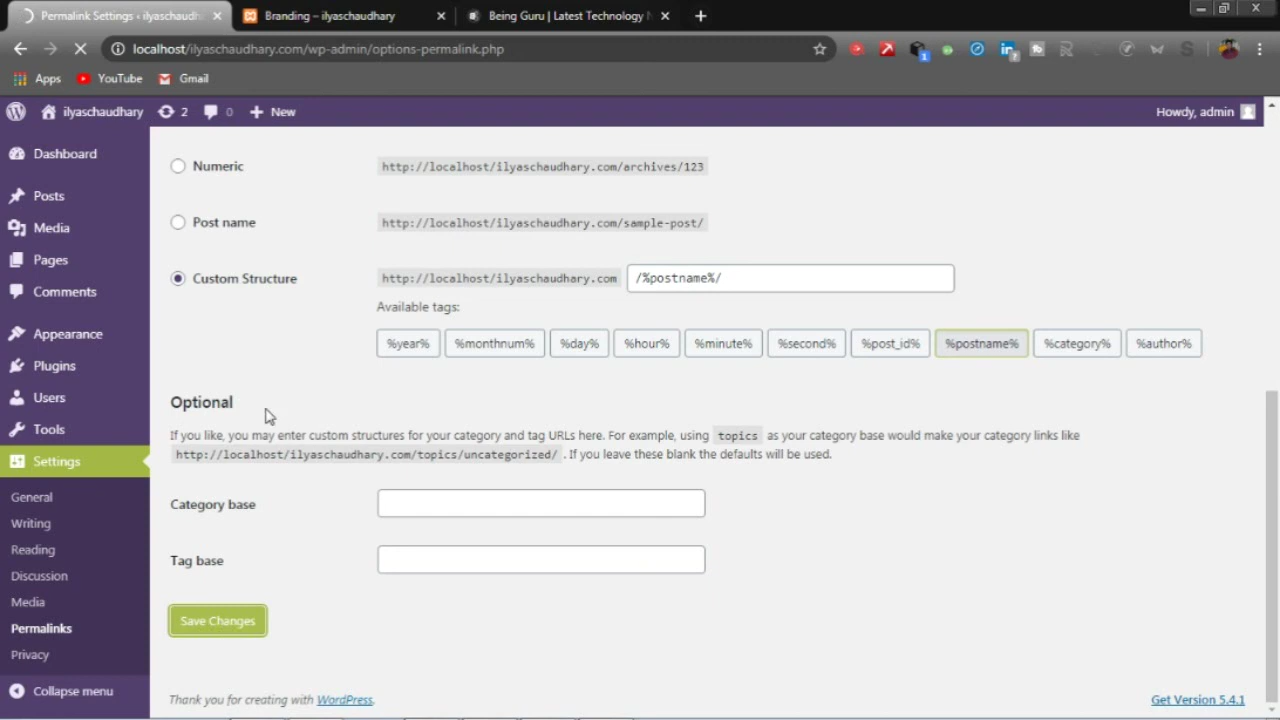 Permalink Settings ‹ ilyaschaudhary
Branding – ilyaschaudhary
Being Guru | Latest Technology N
localhost/ilyaschaudhary.com/wp-admin/options-permalink.php
1
?
Apps
YouTube
Gmail
ilyaschaudhary
2
0
New
Howdy, admin
Dashboard
Posts
Media
Pages
Comments
Appearance
Plugins
Users
Tools
Settings
General
Writing
Reading
Discussion
Media
Permalinks
Privacy
Collapse menu
Numeric
http://localhost/ilyaschaudhary.com/archives/123
Post name
http://localhost/ilyaschaudhary.com/sample-post/
Custom Structure
http://localhost/ilyaschaudhary.com
/%postname%/
Available tags:
%year% %monthnum% %day% %hour% %minute% %second% %post_id% %postname% %category% %author%
Optional
If you like, you may enter custom structures for your category and tag URLs here. For example, using topics as your category base would make your category links like
http://localhost/ilyaschaudhary.com/topics/uncategorized/ . If you leave these blank the defaults will be used.
Category base
Tag base
Save Changes
Thank you for creating with WordPress.
Get Version 5.4.1